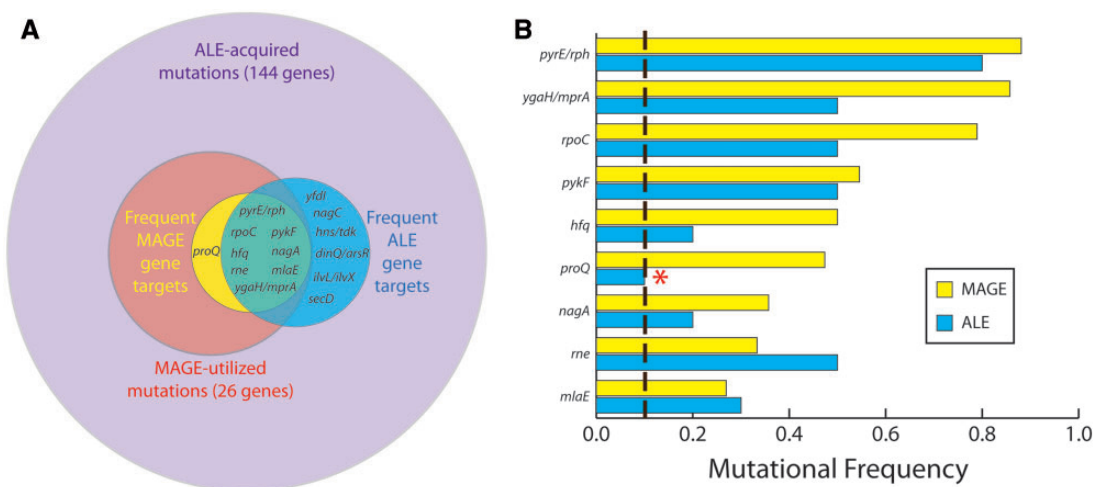 A
ALE-acquired
mutations (144 genes)
Frequent
MAGE
gene
targets
proQ
pyrE/rph
rpoC pykF
hfq nagA
rne mlaE
ygaH/mprA
yfdI
nagC
hns/tdk
dinQ/arsR
ilvL/ilvX
secD
Frequent
ALE
gene
targets
MAGE-utilized
mutations (26 genes)
B
pyrE/rph
ygaH/mprA
rpoC
pykF
hfq
proQ
*
nagA
rne
mlaE
MAGE
ALE
0.0 0.2 0.4 0.6 0.8 1.0
Mutational Frequency